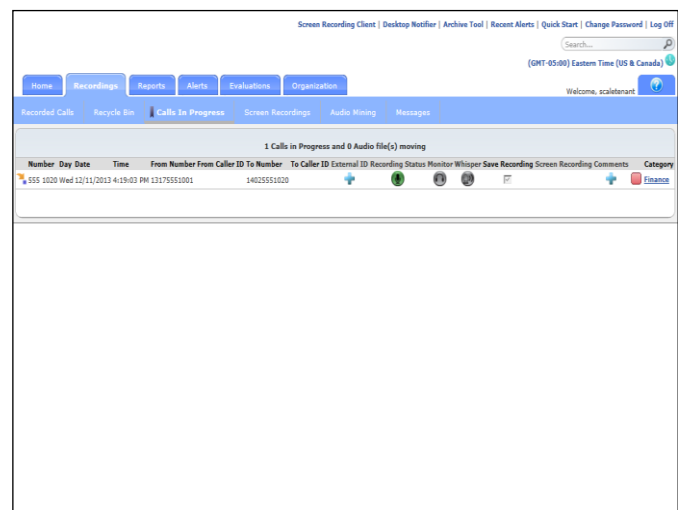 Screen Recording Client | Desktop Notifier | Archive Tool | Recent Alerts | Quick Start | Change Password | Log Off
Search...
(GMT-05:00) Eastern Time (US & Canada)
Home Recordings Reports Alerts Evaluations Organization
Welcome, scaletenant
Recorded Calls Recycle Bin Calls In Progress Screen Recordings Audio Mining Messages
1 Calls in Progress and 0 Audio file(s) moving
Number Day Date Time From Number From Caller ID To Number To Caller ID External ID Recording Status Monitor Whisper Save Recording Screen Recording Comments Category
555 1020 Wed 12/11/2013 4:19:03 PM 13175551001 14025551020 Finance